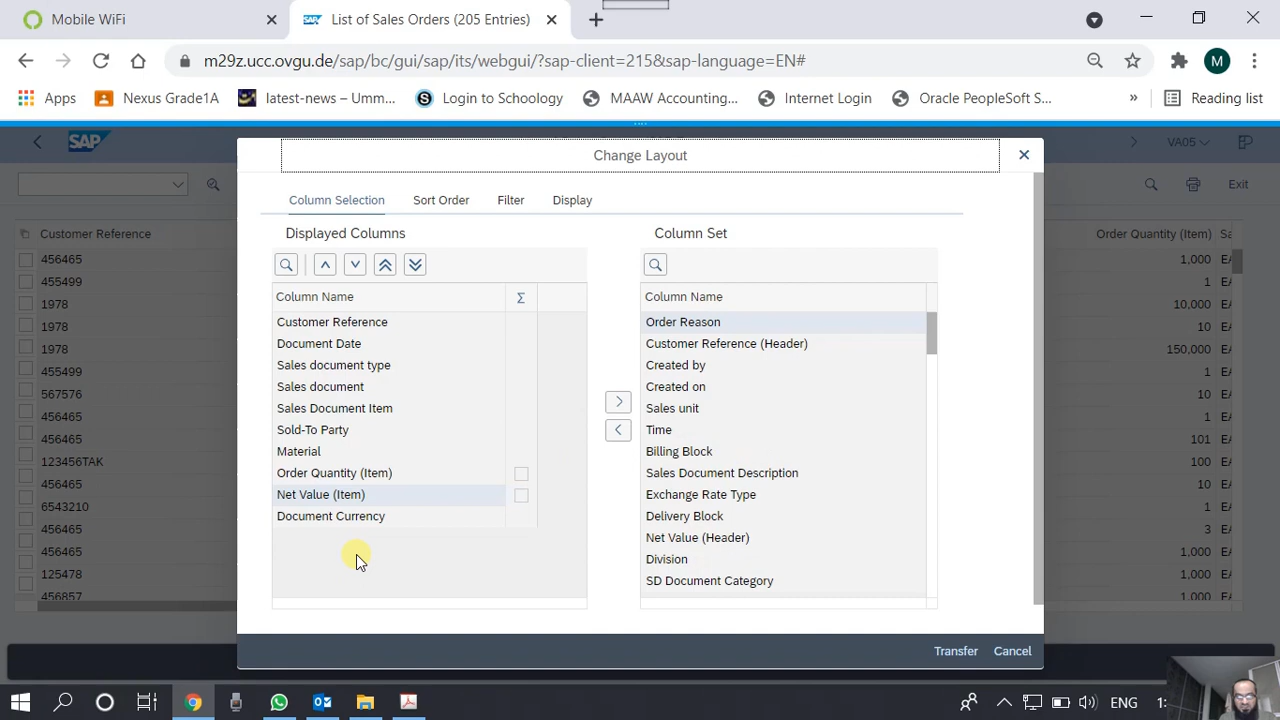 Mobile WiFi
List of Sales Orders (205 Entries)
m29z.ucc.ovgu.de/sap/bc/gui/sap/its/webgui/?sap-client=215&sap-language=EN#
Apps Nexus Grade1A latest-news – Umm... Login to Schoology MAAW Accounting... Internet Login Oracle PeopleSoft S... » Reading list
SAP VA05
Change Layout
Exit
Column Selection Sort Order Filter Display
Displayed Columns Column Set
Customer Reference Order Quantity (Item)
Column Name Σ Column Name
456465 1,000
455499 1
1978 10,000
1978 10
1978 150,000
455499 1
567576 10
456465 1
456465 101
123456TAK 100
456465 10
6543210 1
456465 3
456465 1,000
125478 1,000
456857 1,000
Customer Reference
Document Date
Sales document type
Sales document
Sales Document Item
Sold-To Party
Material
Order Quantity (Item)
Net Value (Item)
Document Currency
Order Reason
Customer Reference (Header)
Created by
Created on
Sales unit
Time
Billing Block
Sales Document Description
Exchange Rate Type
Delivery Block
Net Value (Header)
Division
SD Document Category
Transfer Cancel
ENG